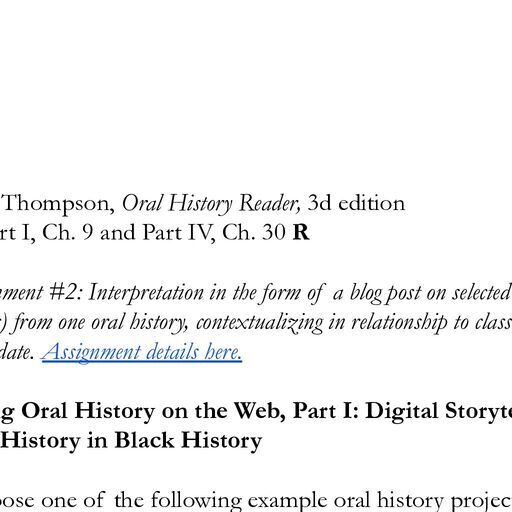 Thompson, Oral History Reader, 3d edition
rt I, Ch. 9 and Part IV, Ch. 30 R
nment #2: Interpretation in the form of a blog post on selected
) from one oral history, contextualizing in relationship to class
date. Assignment details here.
g Oral History on the Web, Part I: Digital Storyte
History in Black History
oose one of the following example oral history projec